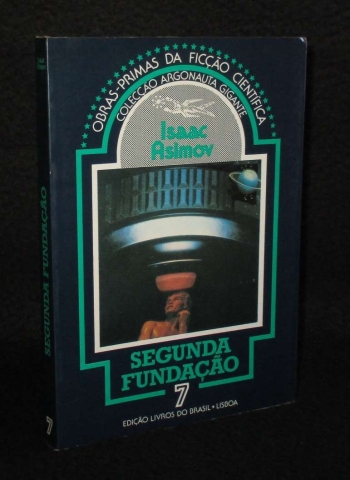 OBRAS-PRIMAS DA FICÇÃO CIENTÍFICA
COLECÇÃO ARGONAUTA GIGANTE
Isaac
Asimov
SEGUNDA
FUNDAÇÃO
7
EDIÇÃO LIVROS DO BRASIL • LISBOA
SEGUNDA FUNDAÇÃO
7